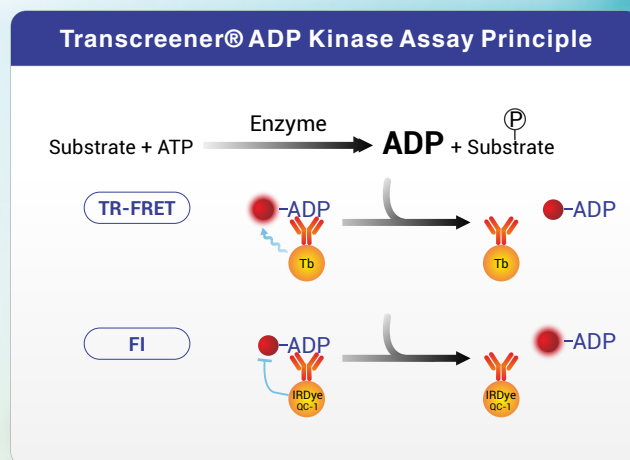 Transcreener® ADP Kinase Assay Principle
Enzyme
P
Substrate + ATP
ADP + Substrate
TR-FRET
-ADP
-ADP
Tb
Tb
FI
-ADP
-ADP
IRDye
QC-1
IRDye
QC-1